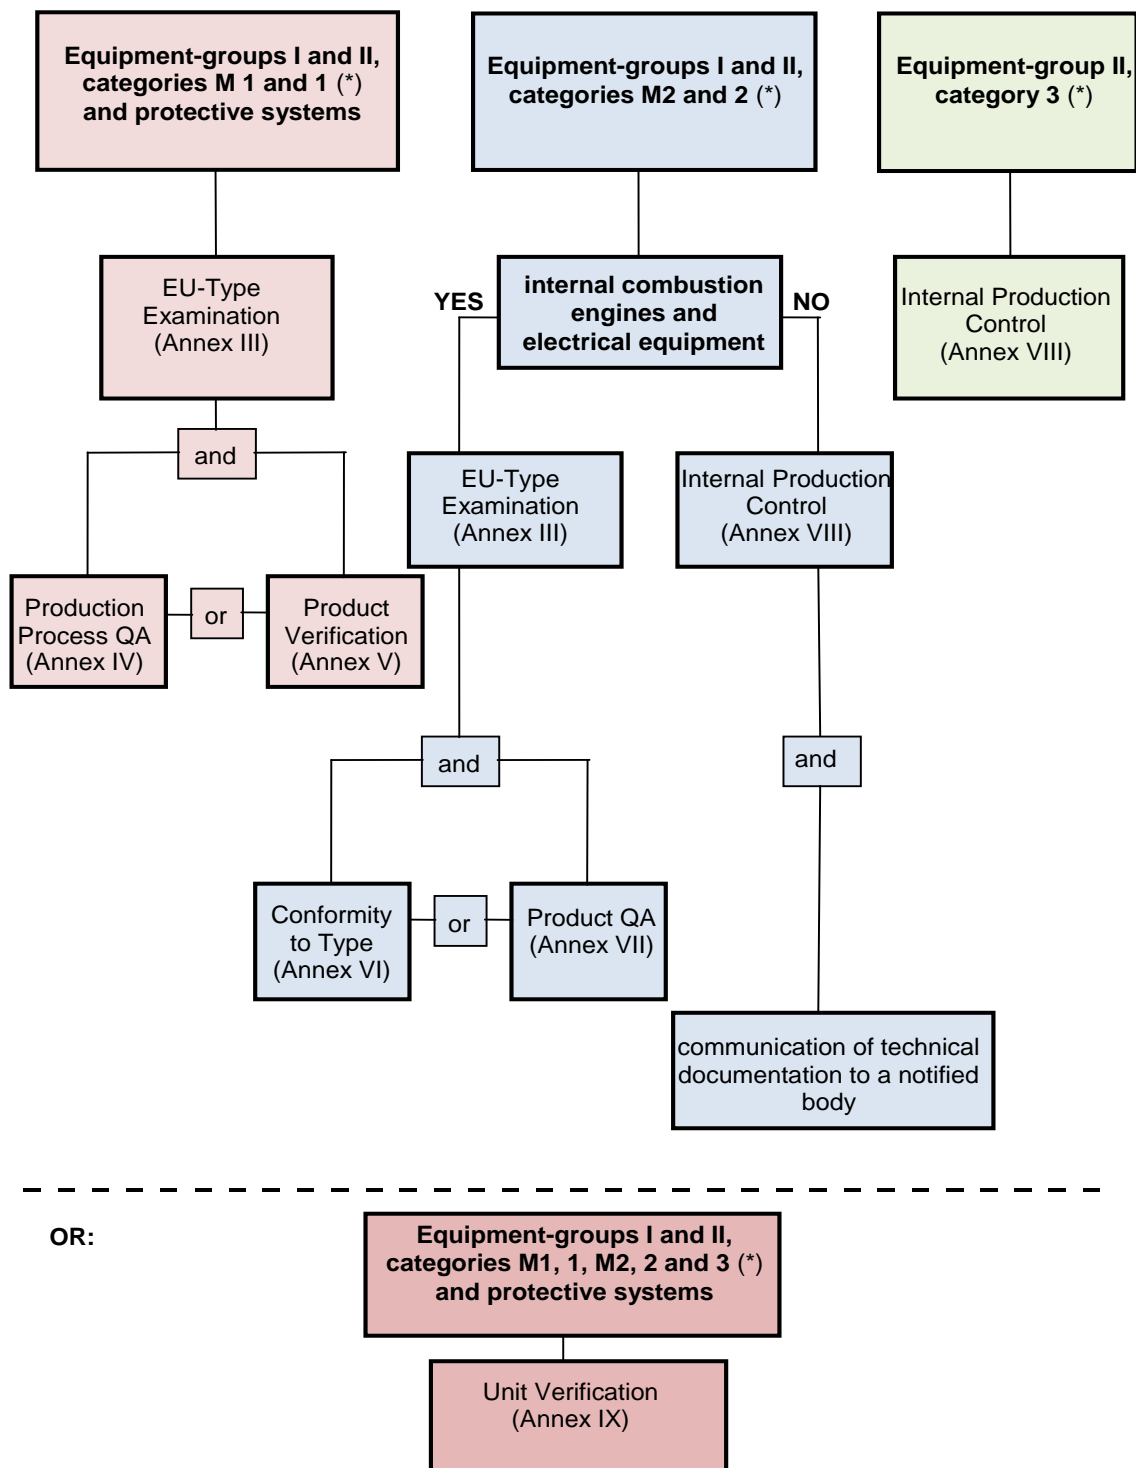 Equipment-groups I and II,
categories M 1 and 1 (*)
and protective systems
Equipment-groups I and II,
categories M2 and 2 (*)
Equipment-group II,
category 3 (*)
EU-Type
Examination
(Annex III)
YES
internal combustion
engines and
electrical equipment
NO
Internal Production
Control
(Annex VIII)
and
EU-Type
Examination
(Annex III)
Internal Production
Control
(Annex VIII)
Production
Process QA
(Annex IV)
or
Product
Verification
(Annex V)
and
and
Conformity
to Type
(Annex VI)
or
Product QA
(Annex VII)
communication of technical
documentation to a notified
body
OR:
Equipment-groups I and II,
categories M1, 1, M2, 2 and 3 (*)
and protective systems
Unit Verification
(Annex IX)